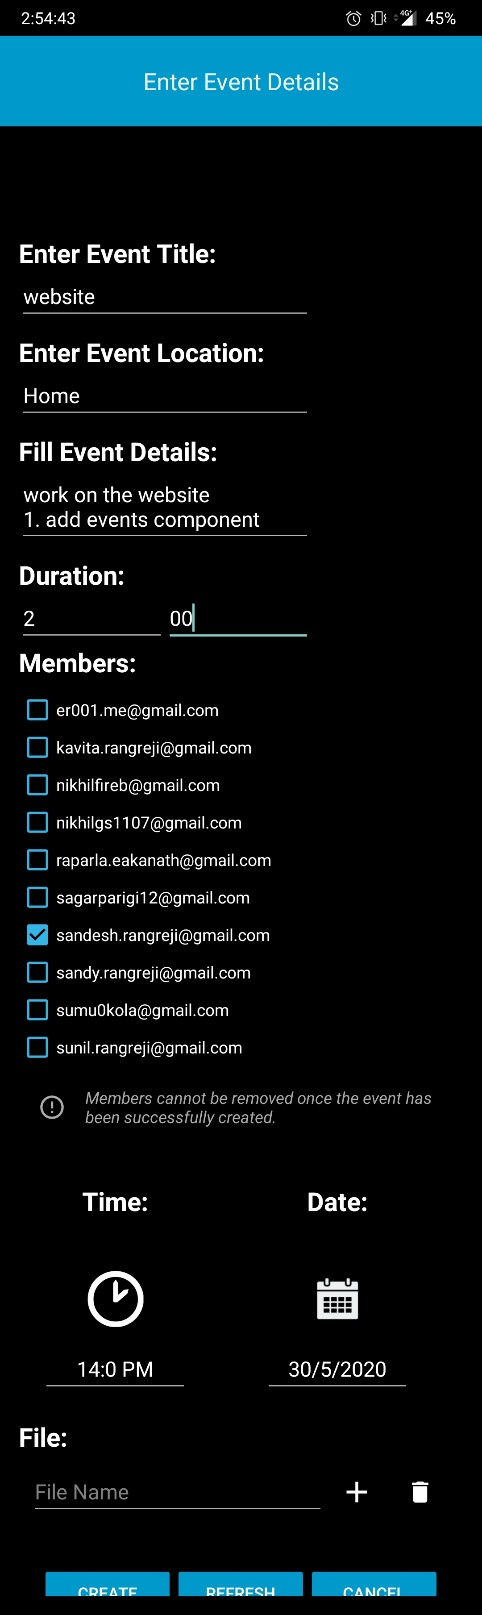 2:54:43 4G+ 45%
Enter Event Details
Enter Event Title:
website
Enter Event Location:
Home
Fill Event Details:
work on the website
1. add events component
Duration:
2 00
Members:
er001.me@gmail.com
kavita.rangreji@gmail.com
nikhilfireb@gmail.com
nikhilgs1107@gmail.com
raparla.eakanath@gmail.com
sagarparigi12@gmail.com
sandesh.rangreji@gmail.com
sandy.rangreji@gmail.com
sumu0kola@gmail.com
sunil.rangreji@gmail.com
Members cannot be removed once the event has
been successfully created.
Time: Date:
14:0 PM 30/5/2020
File:
File Name
CREATE REFRESH CANCEL